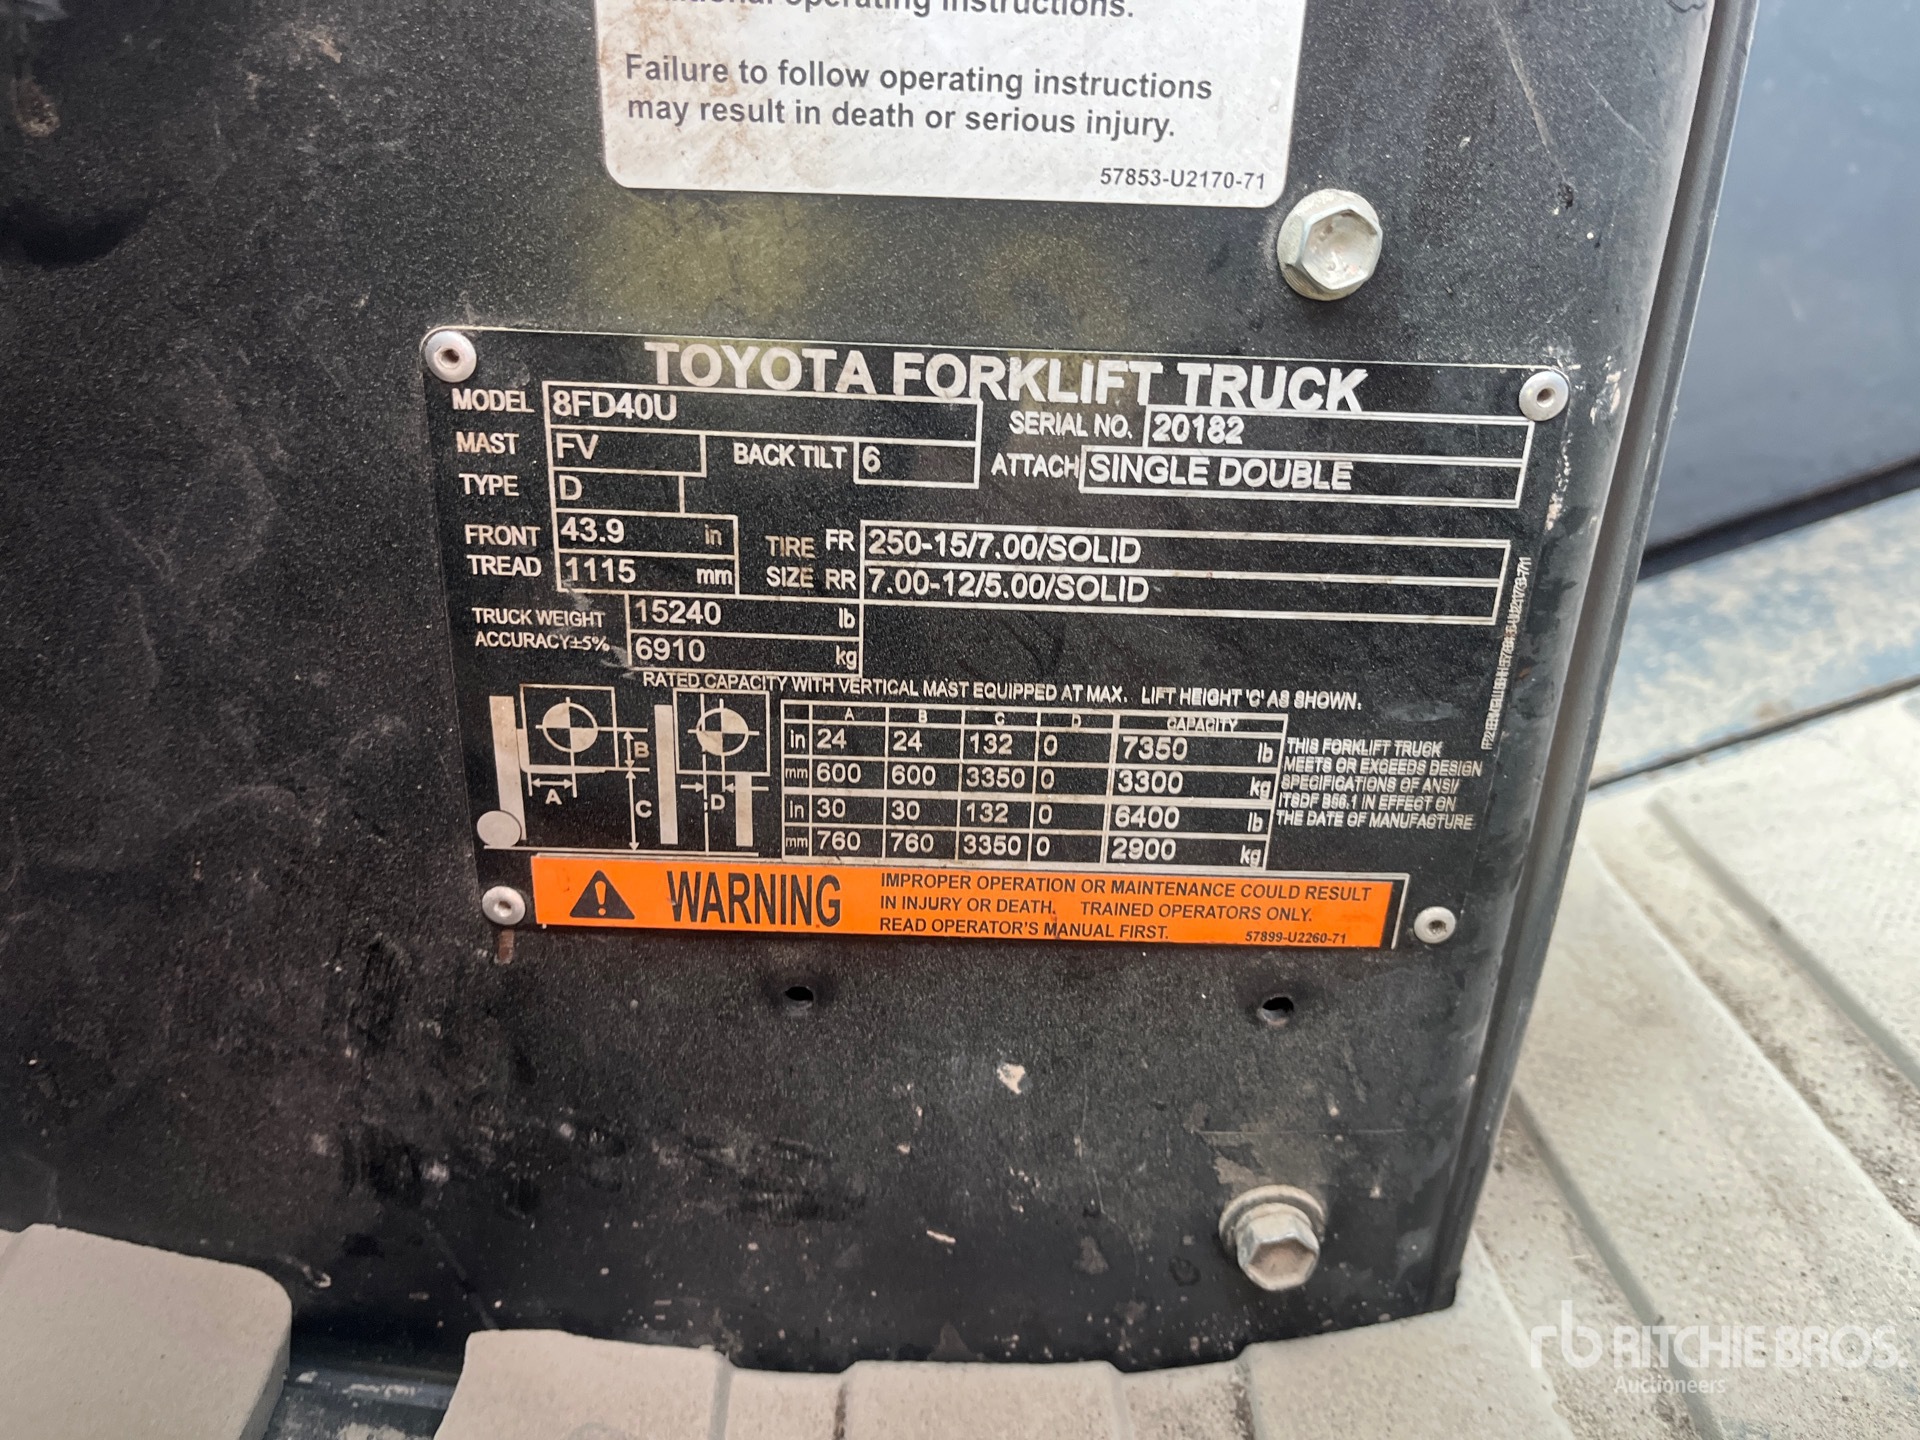 operating instructions.
Failure to follow operating instructions
may result in death or serious injury.
57853-U2170-71
TOYOTA FORKLIFT TRUCK
MODEL 8FD40U SERIAL NO. 20182
MAST FV BACK TILT 6 ATTACH SINGLE DOUBLE
TYPE D
FRONT TREAD 43.9 in TIRE SIZE FR 250-15/7.00/SOLID
1115 mm RR 7.00-12/5.00/SOLID
TRUCK WEIGHT 15240 lb
ACCURACY±5% 6910 kg
RATED CAPACITY WITH VERTICAL MAST EQUIPPED AT MAX. LIFT HEIGHT 'C' AS SHOWN.
A B C D CAPACITY
in 24 24 132 0 7350 lb
mm 600 600 3350 0 3300 kg
in 30 30 132 0 6400 lb
mm 760 760 3350 0 2900 kg
A B C D
THIS FORKLIFT TRUCK
MEETS OR EXCEEDS DESIGN
SPECIFICATIONS OF ANSI/
ITSDF B56.1 IN EFFECT ON
THE DATE OF MANUFACTURE
WARNING
IMPROPER OPERATION OR MAINTENANCE COULD RESULT
IN INJURY OR DEATH. TRAINED OPERATORS ONLY.
READ OPERATOR'S MANUAL FIRST.
57899-U2260-71
rb RITCHIE BROS.
Auctioneers